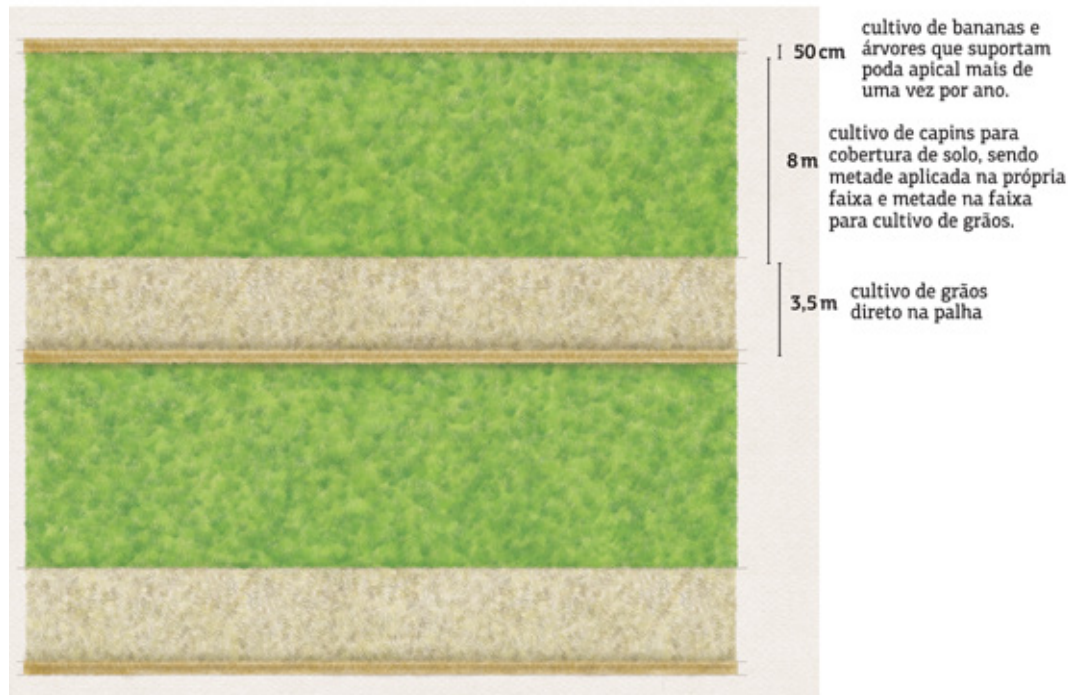 50 cm
cultivo de bananas e
árvores que suportam
poda apical mais de
uma vez por ano.
8 m
cultivo de capins para
cobertura de solo, sendo
metade aplicada na própria
faixa e metade na faixa
para cultivo de grãos.
3,5 m
cultivo de grãos
direto na palha